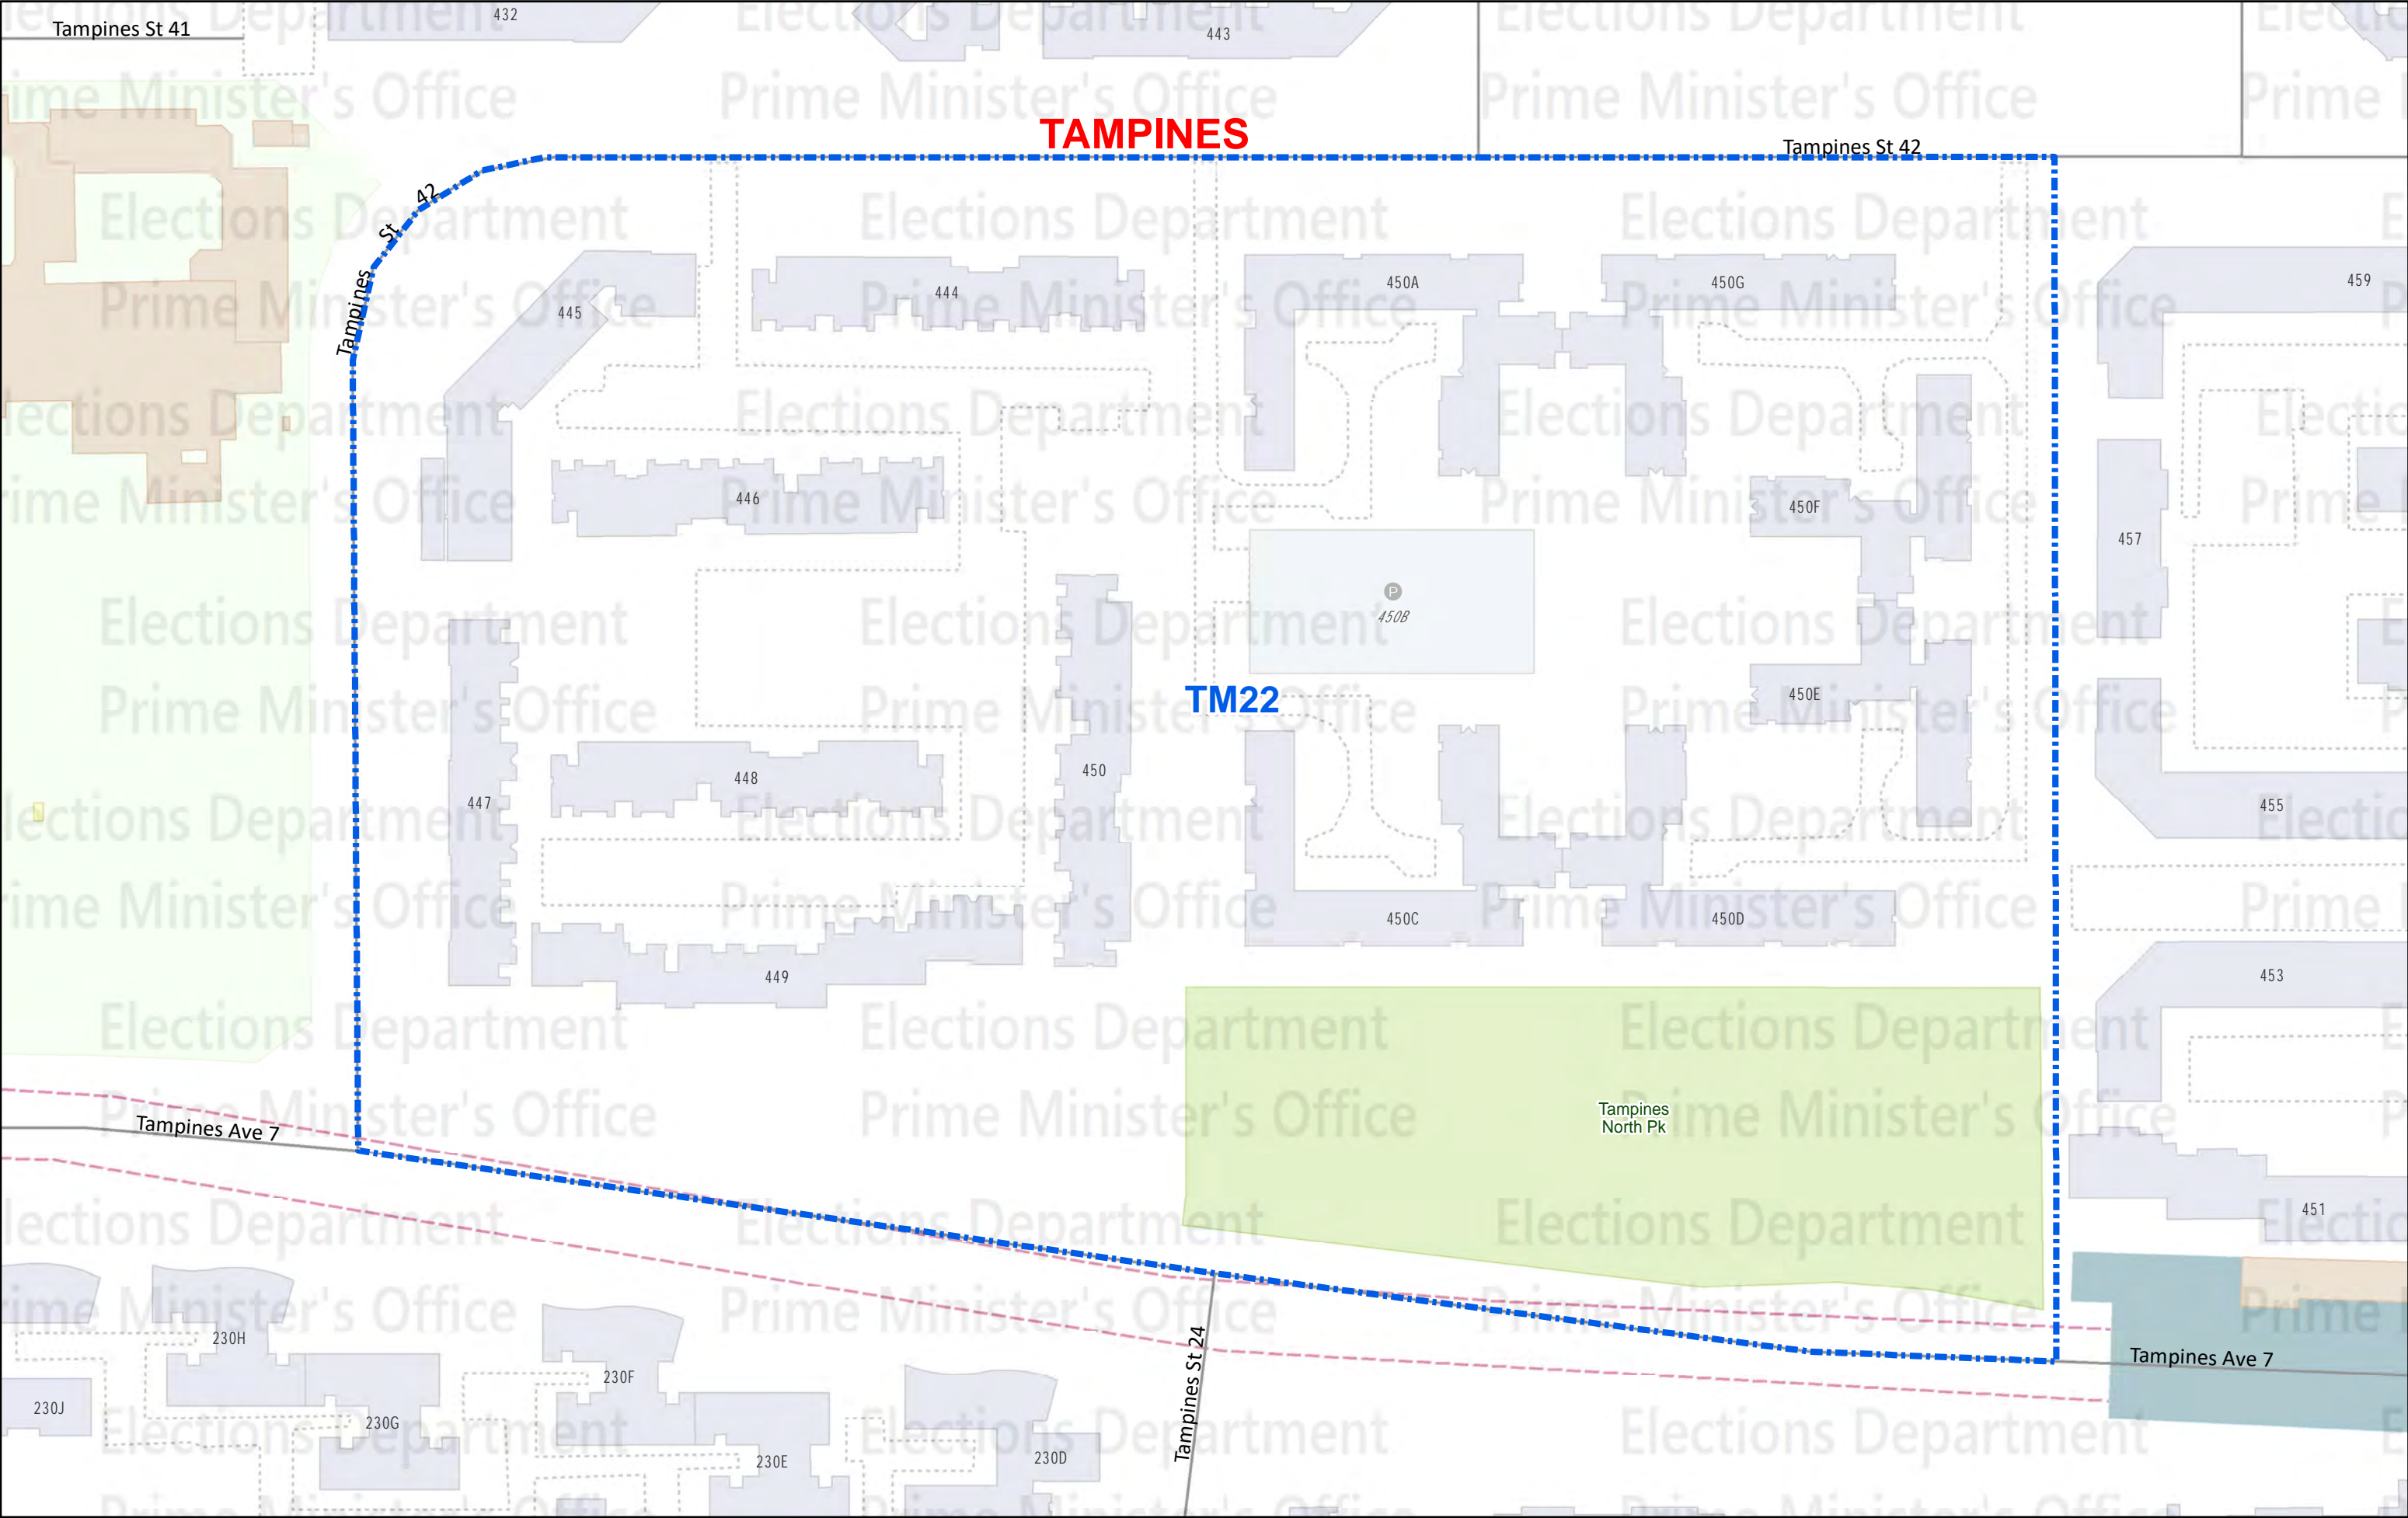 432
Tampines St 41
443
TAMPINES
Tampines St 42
Tampines St 42
459
450A
450G
444
445
446
450F
457
P
450B
450E
TM22
450
448
447
455
450C
450D
453
449
Tampines
North Pk
Tampines Ave 7
451
Tampines St 24
230H
Tampines Ave 7
230F
230J
230G
230D
230E
Elections Department
Prime Minister's Office